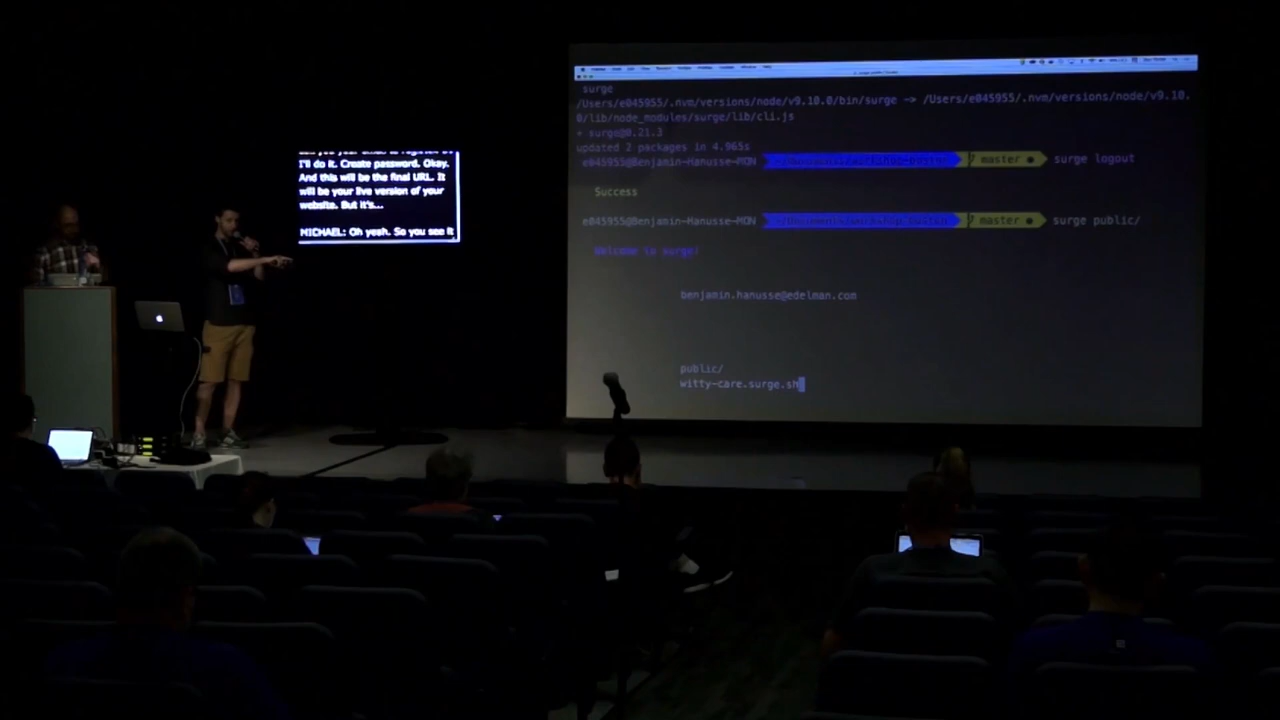 I'll do it. Create password. Okay.
And this will be the final URL. It
will be your live version of your
website. But it's...
MICHAEL: Oh yeah. So you see it
surge
/Users/e045955/.nvm/versions/node/v9.10.0/bin/surge -> /Users/e045955/.nvm/versions/node/v9.10.
0/lib/node_modules/surge/lib/cli.js
+ surge@0.21.3
updated 2 packages in 4.965s
e045955@Benjamin-Hanusse-MON master ● surge logout
Success
e045955@Benjamin-Hanusse-MON master ● surge public/
Welcome to surge!
benjamin.hanusse@edelman.com
public/
witty-care.surge.sh